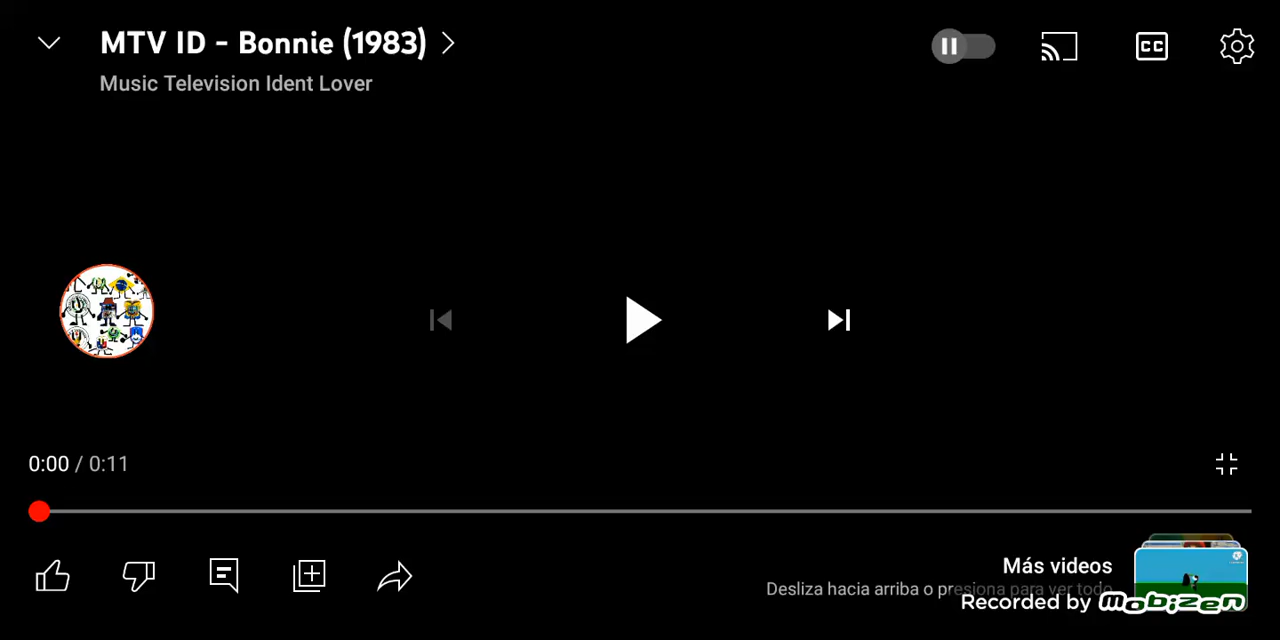 MTV ID - Bonnie (1983)
Music Television Ident Lover
CC
0:00 / 0:11
Más videos
Desliza hacia arriba o presiona para ver todo
Recorded by mobizen